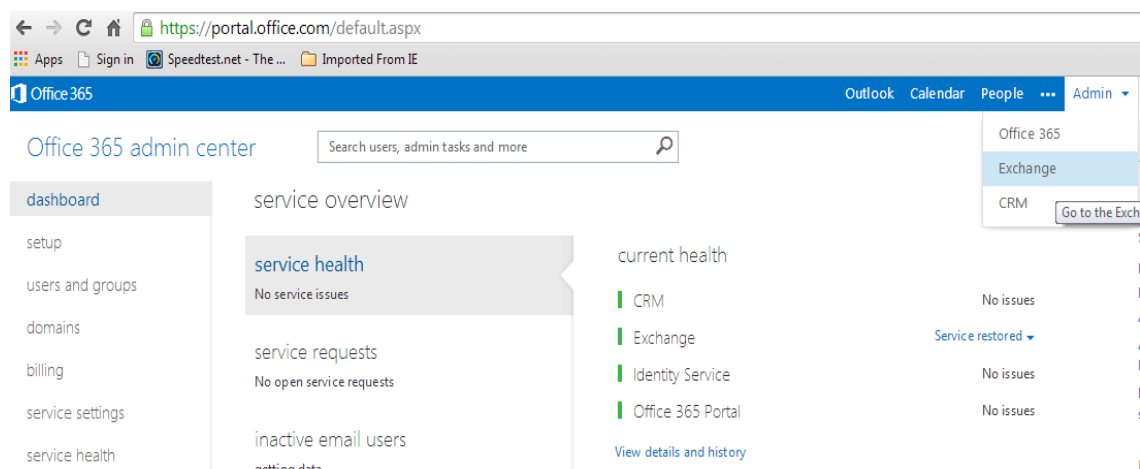 https://portal.office.com/default.aspx
Apps Sign in Speedtest.net - The ... Imported From IE
Office 365 Outlook Calendar People ••• Admin
Office 365 admin center Search users, admin tasks and more Office 365
Exchange
dashboard service overview CRM Go to the Exch
setup
service health current health
users and groups No service issues CRM No issues
domains Exchange Service restored
service requests
billing No open service requests Identity Service No issues
service settings Office 365 Portal No issues
inactive email users
service health View details and history
getting data